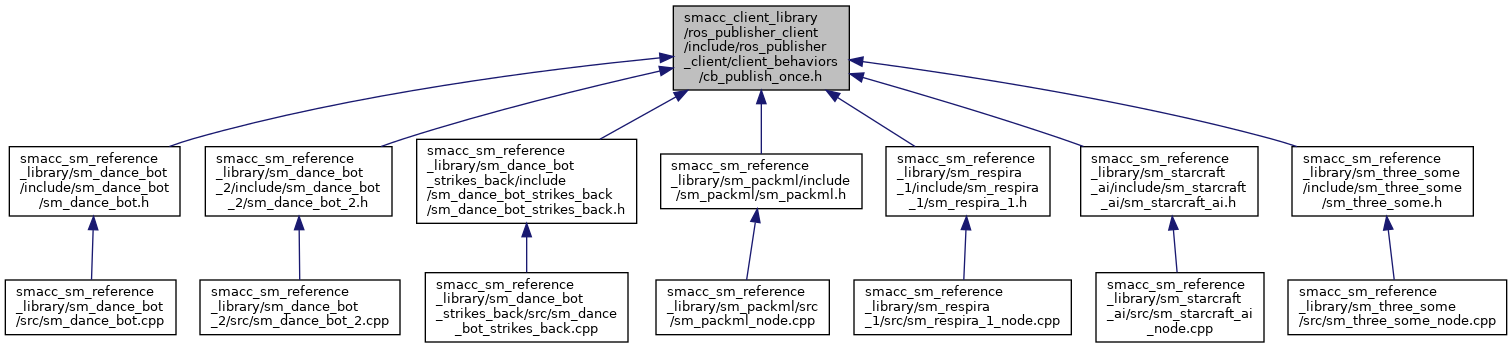 smacc_client_library
/ros_publisher_client
/include/ros_publisher
_client/client_behaviors
/cb_publish_once.h
smacc_sm_reference
_library/sm_dance_bot
/include/sm_dance_bot
/sm_dance_bot.h
smacc_sm_reference
_library/sm_dance_bot
_2/include/sm_dance_bot
_2/sm_dance_bot_2.h
smacc_sm_reference
_library/sm_dance_bot
_strikes_back/include
/sm_dance_bot_strikes_back
/sm_dance_bot_strikes_back.h
smacc_sm_reference
_library/sm_packml/include
/sm_packml/sm_packml.h
smacc_sm_reference
_library/sm_respira
_1/include/sm_respira
_1/sm_respira_1.h
smacc_sm_reference
_library/sm_starcraft
_ai/include/sm_starcraft
_ai/sm_starcraft_ai.h
smacc_sm_reference
_library/sm_three_some
/include/sm_three_some
/sm_three_some.h
smacc_sm_reference
_library/sm_dance_bot
/src/sm_dance_bot.cpp
smacc_sm_reference
_library/sm_dance_bot
_2/src/sm_dance_bot_2.cpp
smacc_sm_reference
_library/sm_dance_bot
_strikes_back/src/sm_dance
_bot_strikes_back.cpp
smacc_sm_reference
_library/sm_packml/src
/sm_packml_node.cpp
smacc_sm_reference
_library/sm_respira
_1/src/sm_respira_1_node.cpp
smacc_sm_reference
_library/sm_starcraft
_ai/src/sm_starcraft_ai
_node.cpp
smacc_sm_reference
_library/sm_three_some
/src/sm_three_some_node.cpp